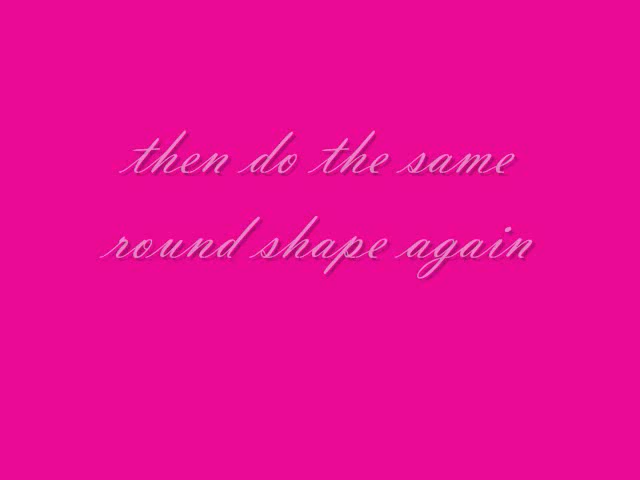 then do the same
round shape again